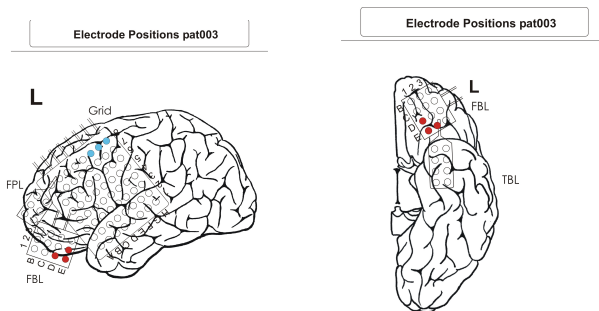 Electrode Positions pat003
L
Grid
FPL
1 2
B C D E
FBL
Electrode Positions pat003
L
1 2 3
FBL
B
D
E
TBL